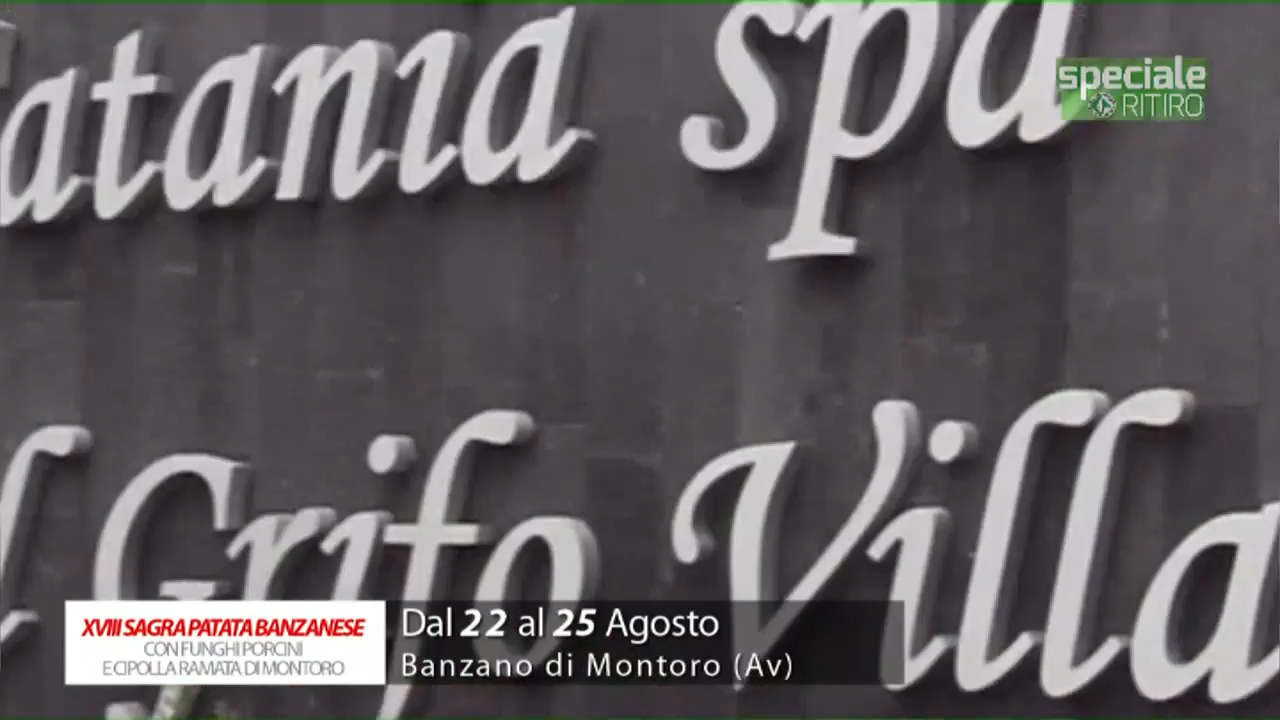 atania spa
speciale
RITIRO
l Grifo Villa
XVIII SAGRA PATATA BANZANESE
CON FUNGHI PORCINI
E CIPOLLA RAMATA DI MONTORO
Dal 22 al 25 Agosto
Banzano di Montoro (Av)